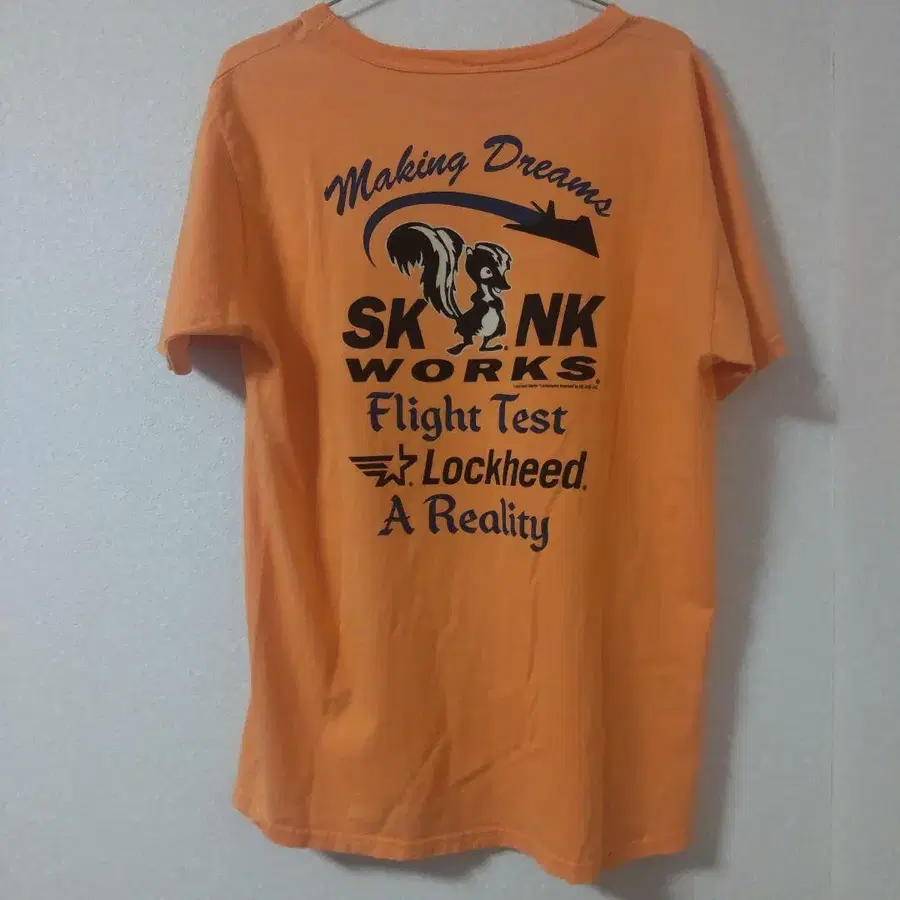 Making Dreams
SK NK
WORKS®
Flight Test
Lockheed®
A Reality